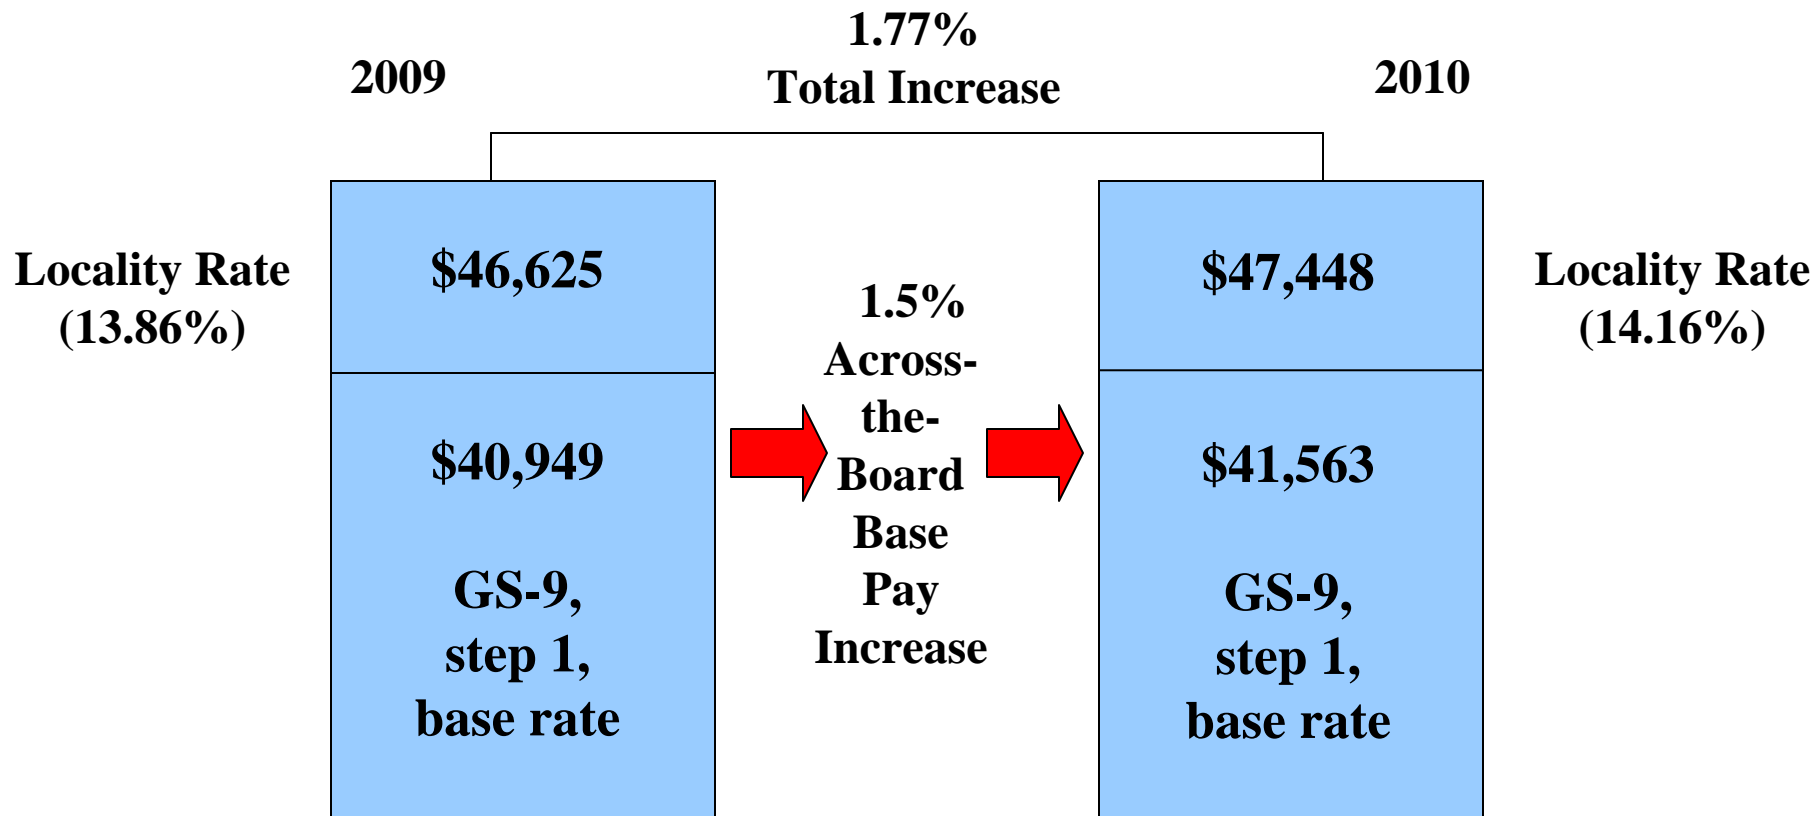 1.77%
Total Increase
2009
2010
Locality Rate
(13.86%)
$46,625
$40,949
GS-9,
step 1,
base rate
1.5%
Across-
the-
Board
Base
Pay
Increase
$47,448
$41,563
GS-9,
step 1,
base rate
Locality Rate
(14.16%)